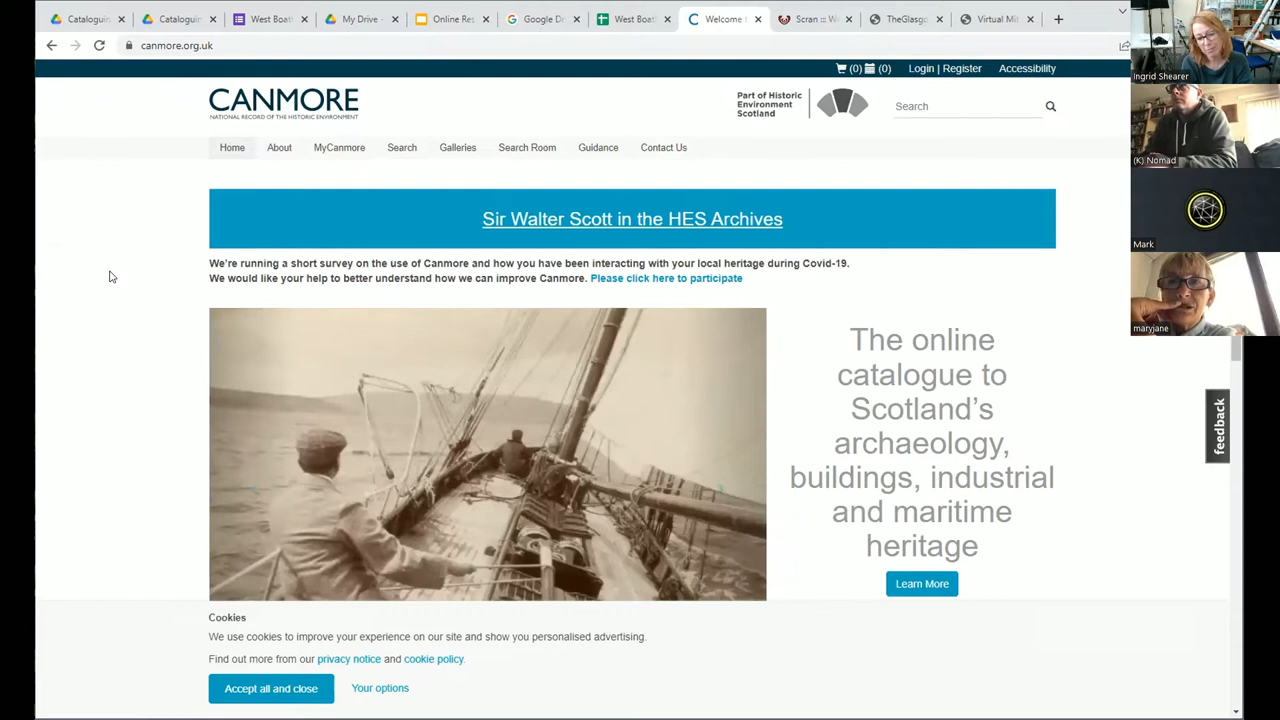 Cataloguin
Cataloguin
West Boat
My Drive -
Online Res
Google Dr
West Boat
Welcome t
Scran ::: W
TheGlasgo
Virtual Mit
canmore.org.uk
(0) (0) Login | Register Accessibility
CANMORE
NATIONAL RECORD OF THE HISTORIC ENVIRONMENT
Part of Historic
Environment
Scotland
Search
Home About MyCanmore Search Galleries Search Room Guidance Contact Us
Sir Walter Scott in the HES Archives
We're running a short survey on the use of Canmore and how you have been interacting with your local heritage during Covid-19.
We would like your help to better understand how we can improve Canmore. Please click here to participate
The online
catalogue to
Scotland's
archaeology,
buildings, industrial
and maritime
heritage
Learn More
feedback
Cookies
We use cookies to improve your experience on our site and show you personalised advertising.
Find out more from our privacy notice and cookie policy.
Accept all and close Your options
Ingrid Shearer
(K) Nomad
Mark
maryjane